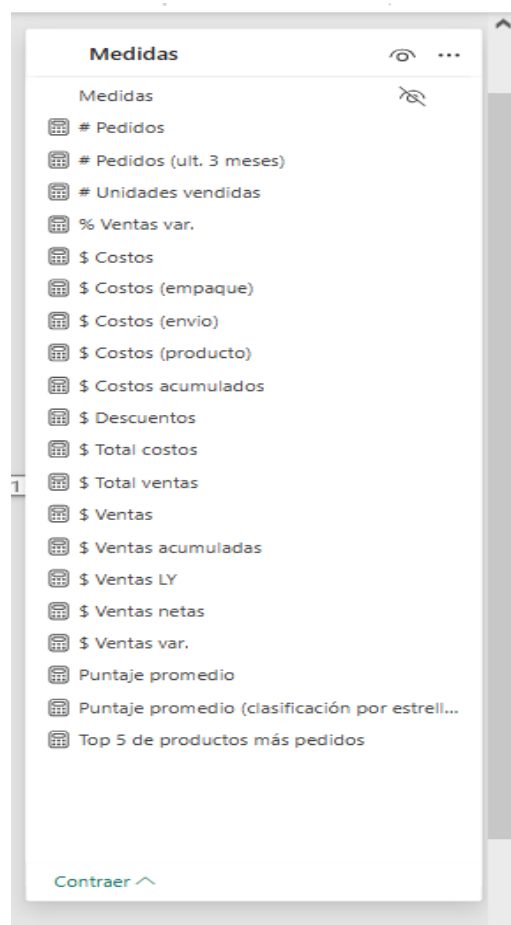 Medidas
Medidas
# Pedidos
# Pedidos (ult. 3 meses)
# Unidades vendidas
% Ventas var.
$ Costos
$ Costos (empaque)
$ Costos (envio)
$ Costos (producto)
$ Costos acumulados
$ Descuentos
$ Total costos
1
$ Total ventas
$ Ventas
$ Ventas acumuladas
$ Ventas LY
$ Ventas netas
$ Ventas var.
Puntaje promedio
Puntaje promedio (clasificación por estrell...
Top 5 de productos más pedidos
Contraer